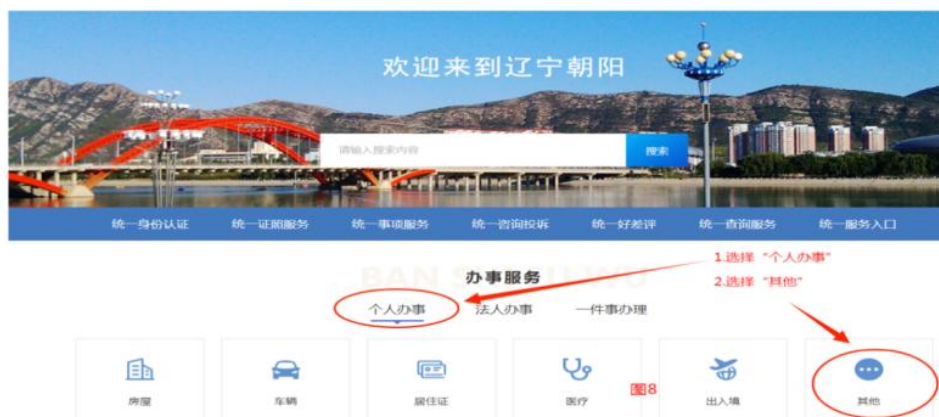 欢迎来到辽宁朝阳
请输入搜索内容 搜索
统一身份认证 统一证照服务 统一事项服务 统一咨询投诉 统一好差评 统一查询服务 统一服务入口
1.选择“个人办事”
办事服务
2.选择“其他”
个人办事 法人办事 一件事办理
图8
房屋 车辆 居住证 医疗 出入境 其他